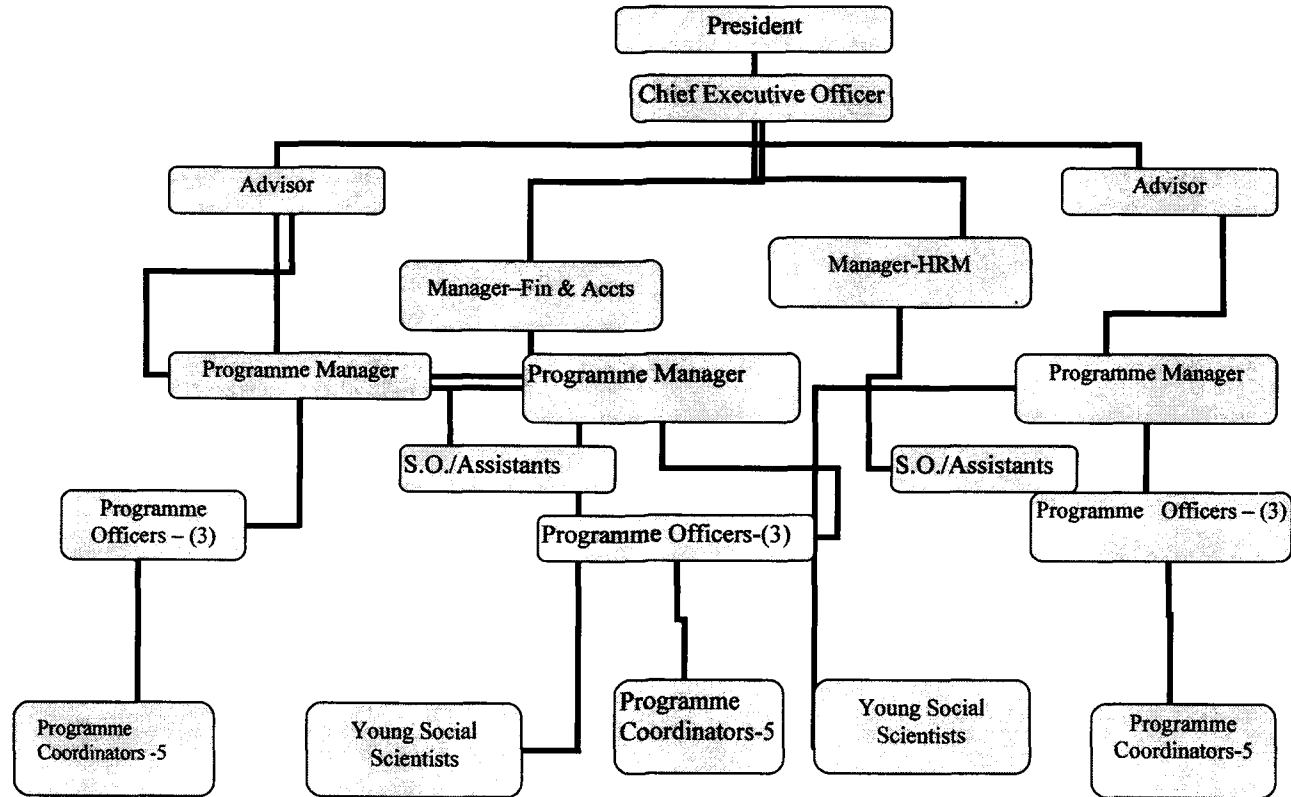 President
Chief Executive Officer
Advisor
Advisor
Manager-HRM
Manager–Fin & Accts
Programme Manager
Programme Manager
Programme Manager
S.O./Assistants
S.O./Assistants
Programme
Officers – (3)
Programme Officers-(3)
Programme Officers – (3)
Programme
Coordinators -5
Young Social
Scientists
Programme
Coordinators-5
Young Social
Scientists
Programme
Coordinators-5